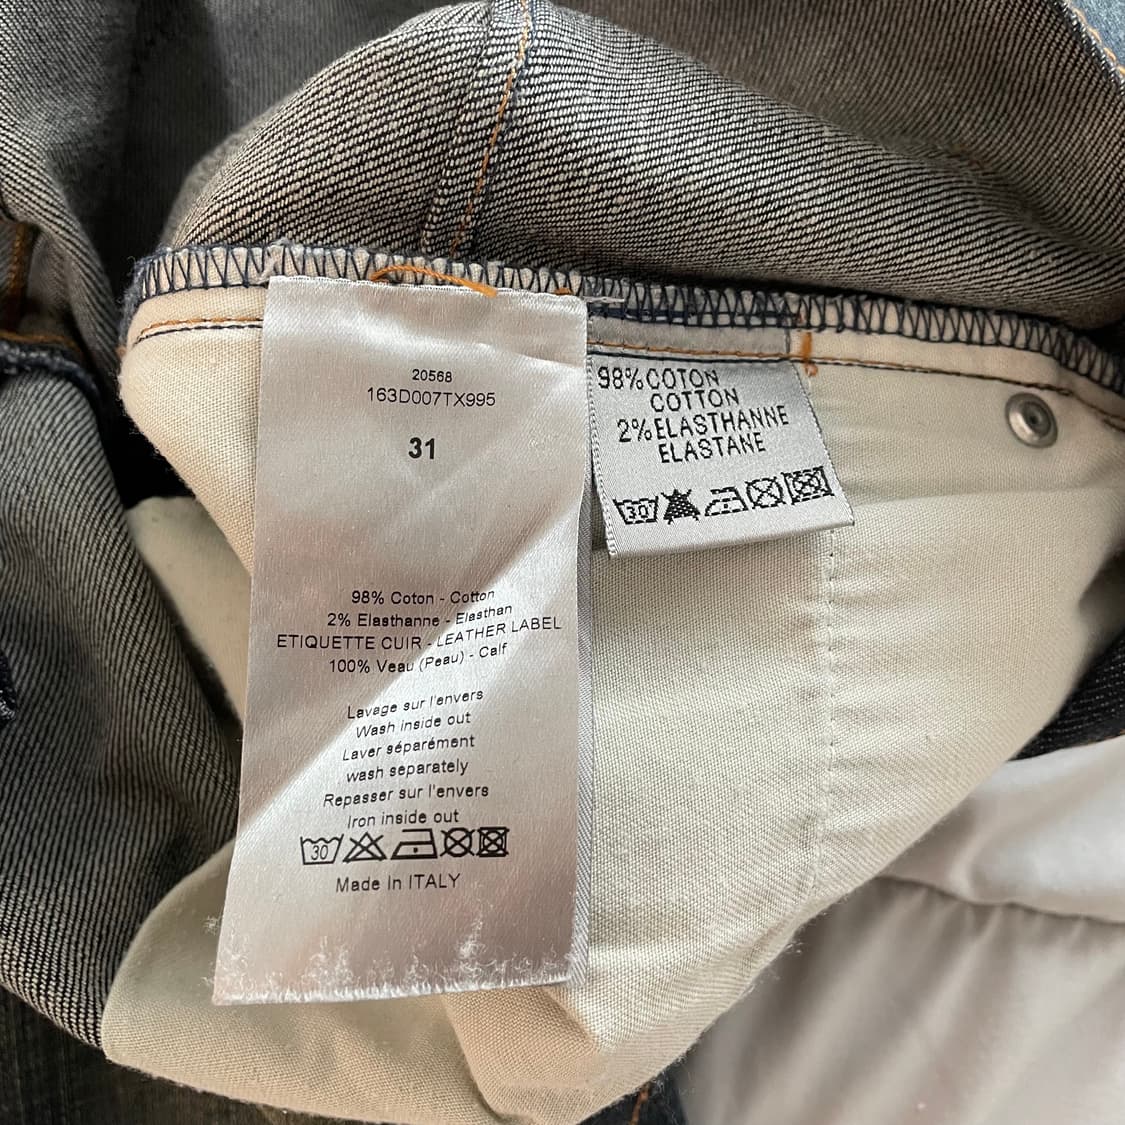 20568
163D007TX995
31
98% Coton - Cotton
2% Elasthanne - Elasthan
ETIQUETTE CUIR - LEATHER LABEL
100% Veau (Peau) - Calf
Lavage sur l'envers
Wash inside out
Laver séparément
wash separately
Repasser sur l'envers
Iron inside out
30
Made In ITALY
98% COTON
COTTON
2% ELASTHANNE
ELASTANE
30